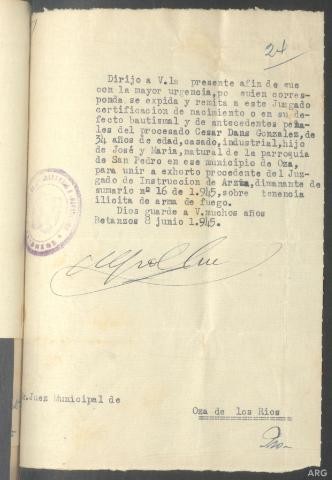 24
Dirijo a V.la presente afin de que
con la mayor urgencia,po quien corres-
ponda se expida y remita a este Juzgado
certificacion de nacimiento o en su de-
fecto bautismal y de antecedentes pena-
les del procesado Cesar Dans Gonzalez,de
34 años de edad,casado,industrial,hijo
de José y Maria,natural de la parroquia
de San Pedro en ese municipio de Oza,
para unir a exhorto procedente del Juz-
gado de Instruccion de Arzua,dimanante de
sumario nº 16 de 1.945,sobre tenencia
ilicita de arma de fuego.
Dios guarde a V.muchos años
Betanzos 8 junio 1.945.
Juez Municipal de
Oza de los Rios
ARG